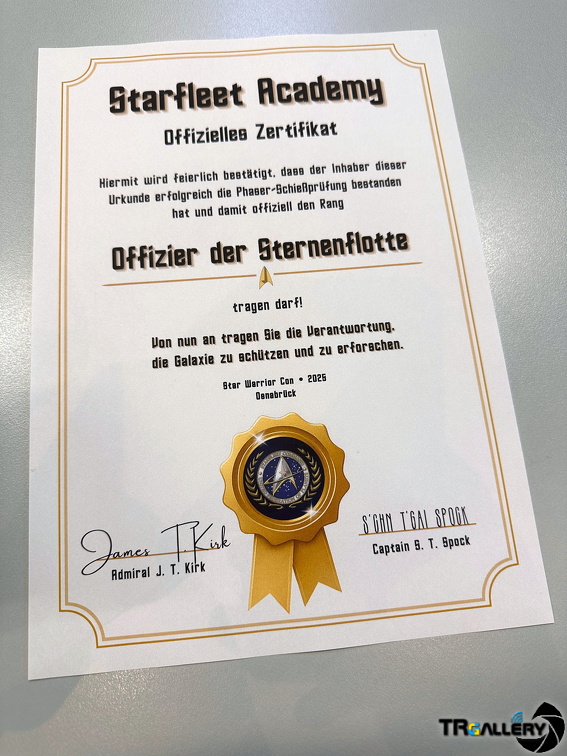 Starfleet Academy
Offizielles Zertifikat
Hiermit wird feierlich bestätigt, dass der Inhaber dieser
Urkunde erfolgreich die Phaser-Schießprüfung bestanden
hat und damit offiziell den Rang
Offizier der Sternenflotte
tragen darf!
Von nun an tragen Sie die Verantwortung,
die Galaxie zu schützen und zu erforschen.
Star Warrior Con • 2025
Osnabrück
James T. Kirk
Admiral J. T. Kirk
S'CHN T'GAI SPOCK
Captain S. T. Spock
TRGALLERY